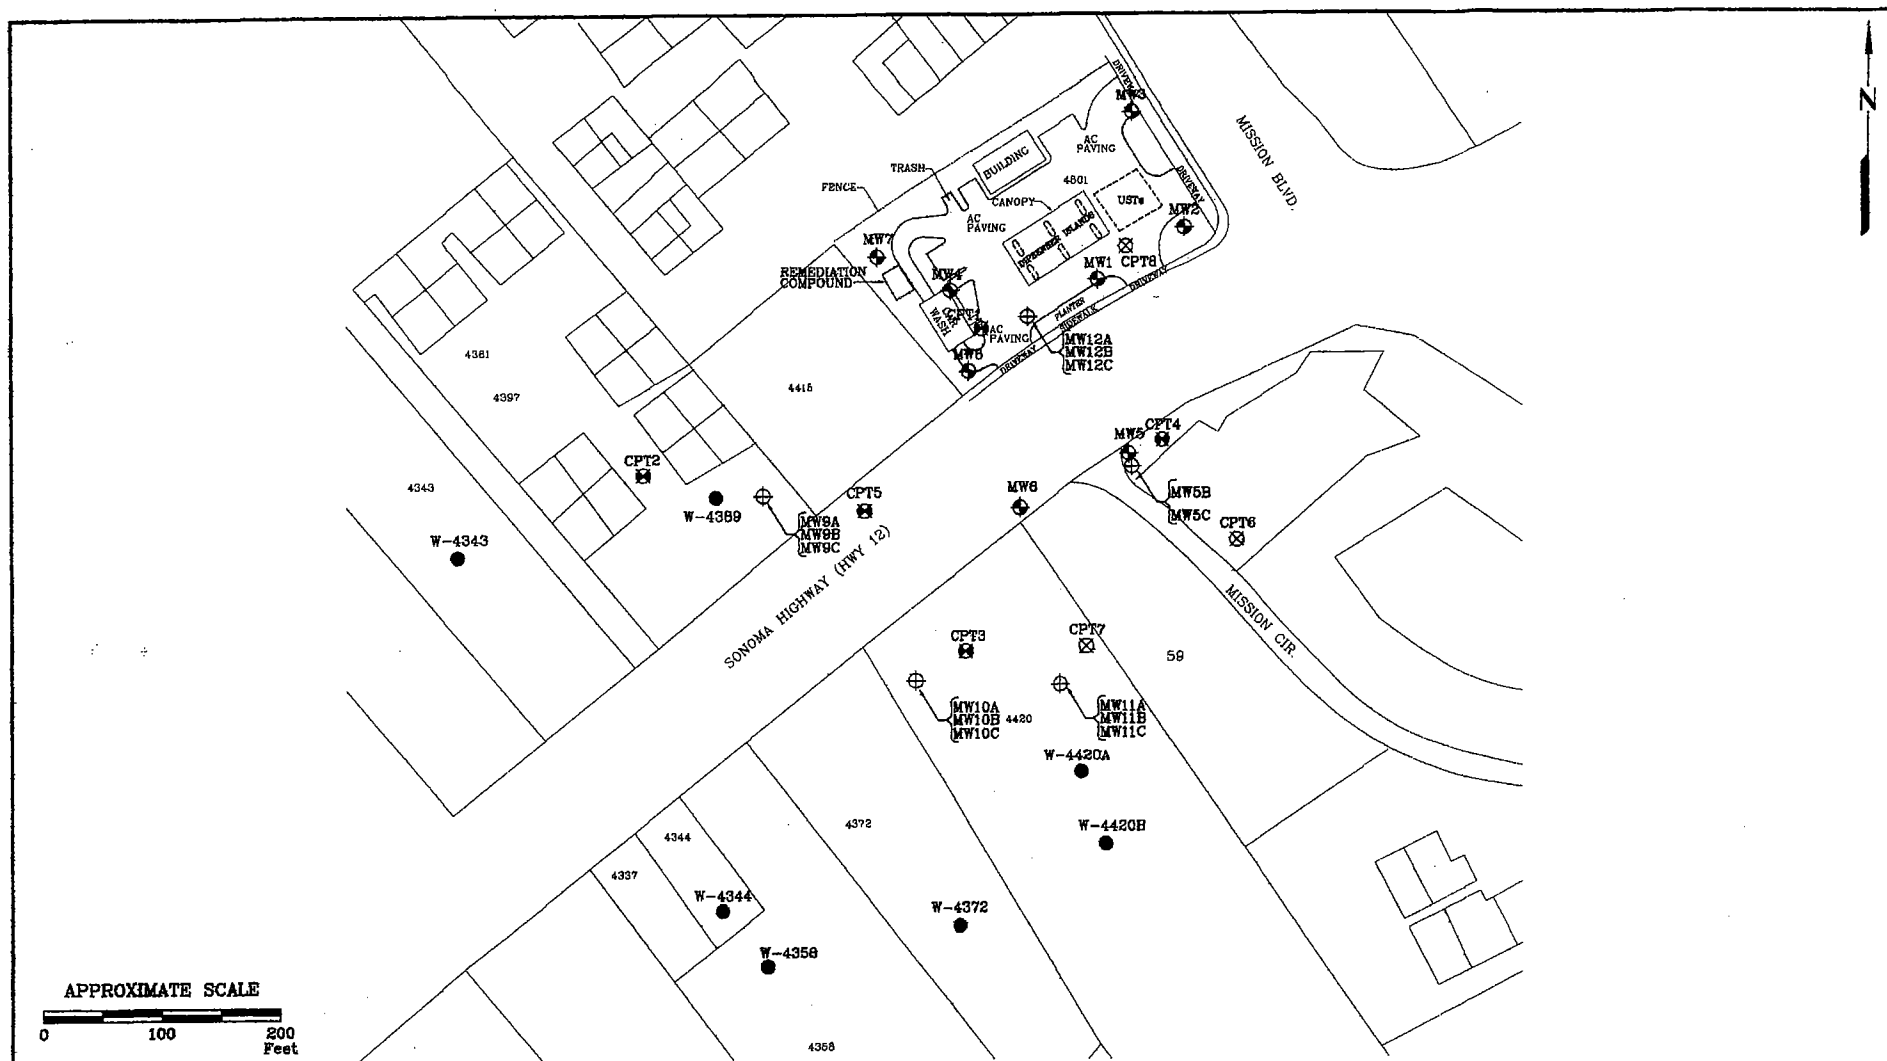 DRIVEWAY
MW3
N
MISSION BLVD.
AC
PAVING
BUILDING
TRASH
4801
DRIVEWAY
FENCE
CANOPY
USTs
AC
PAVING
DISPENSER ISLANDS
MW2
MW7
CPT8
MW1
REMEDIATION
COMPOUND
MW4
DRIVEWAY
PLANTER
SIDEWALK
CAR
WASH
CPT1
AC
PAVING
MW12A
MW12B
MW12C
DRIVEWAY
MW8
4361
4397
4415
CPT4
MW5
CPT2
4343
MW5B
MW5C
CPT5
MW6
W-4389
MW9A
MW9B
MW9C
CPT6
W-4343
SONOMA HIGHWAY (HWY 12)
MISSION CIR.
CPT3
CPT7
59
MW10A
MW10B
MW10C
4420
MW11A
MW11B
MW11C
W-4420A
4372
4344
W-4420B
4337
W-4344
W-4372
W-4358
APPROXIMATE SCALE
0 100 200
Feet
4358